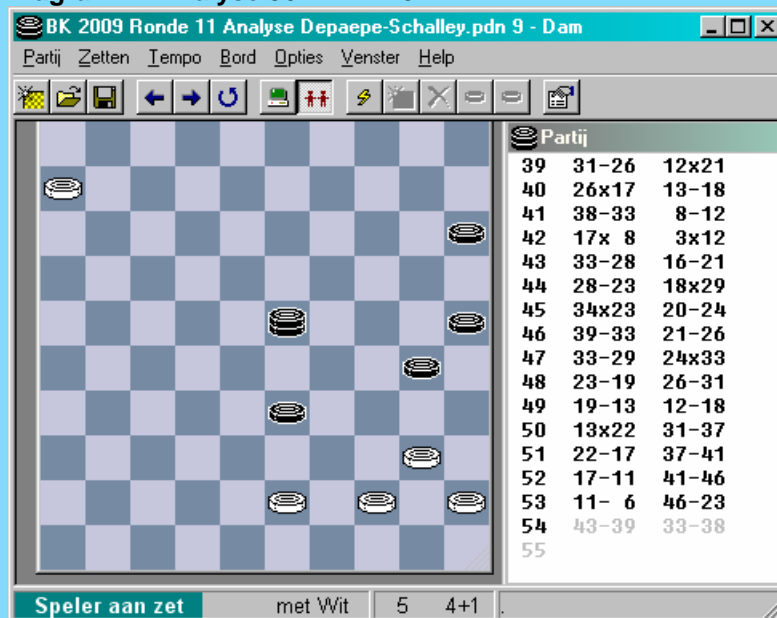 BK 2009 Ronde 11 Analyse Depaepe-Schalley.pdn 9 - Dam
Partij Zetten Tempo Bord Opties Venster Help
Partij
39 31-26 12x21
40 26x17 13-18
41 38-33 8-12
42 17x 8 3x12
43 33-28 16-21
44 28-23 18x29
45 34x23 20-24
46 39-33 21-26
47 33-29 24x33
48 23-19 26-31
49 19-13 12-18
50 13x22 31-37
51 22-17 37-41
52 17-11 41-46
53 11- 6 46-23
54 43-39 33-38
55
Speler aan zet met Wit 5 4+1 .